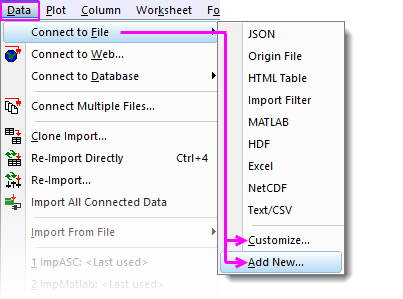 Data Plot Column Worksheet Fo
Connect to File
Connect to Web...
Connect to Database
Connect Multiple Files...
Clone Import...
Re-Import Directly Ctrl+4
Re-Import...
Import All Connected Data
Import From File
1 impASC: <Last used>
2 impMatlab: <Last used>
JSON
Origin File
HTML Table
Import Filter
MATLAB
HDF
Excel
NetCDF
Text/CSV
Customize...
Add New...